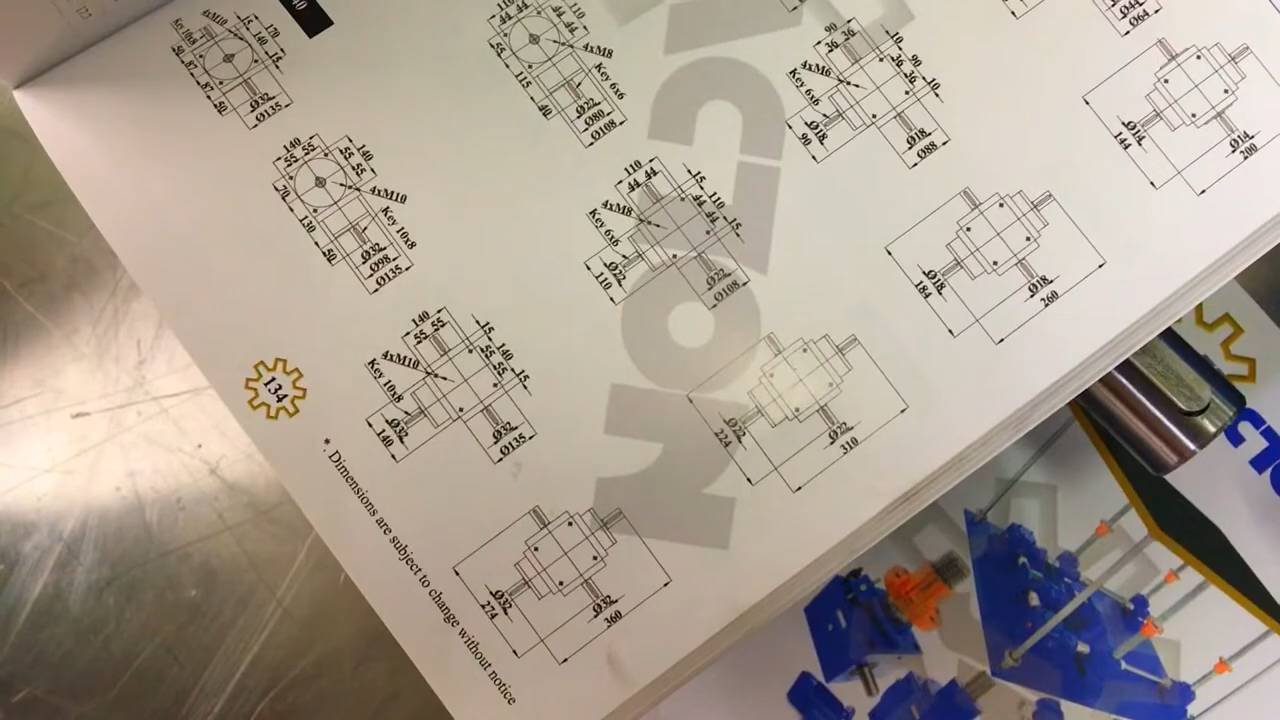 4xM10
15
170
140
15
Key 10x8
50
87
87
50
Ø32
Ø135
110
44 44
110
44 44
55
115
40
4xM8
Key 6x6
Ø22
Ø80
Ø108
90
36 36
10
90
36 36
10
4xM6
Key 6x6
Ø18
90
Ø18
Ø88
Ø44
Ø64
Ø14
144
Ø14
200
140
55 55
140
55 55
70
130
50
4xM10
Key 10x8
Ø32
Ø98
Ø135
110
44 44
15
110
44 44
15
4xM8
Key 6x6
Ø22
110
Ø22
Ø108
Ø18
184
Ø18
260
140
55 55
15
140
55 55
15
4xM10
Key 10x8
Ø32
140
Ø32
Ø135
Ø22
224
Ø22
310
Ø32
274
Ø32
360
134
*. Dimensions are subject to change without notice